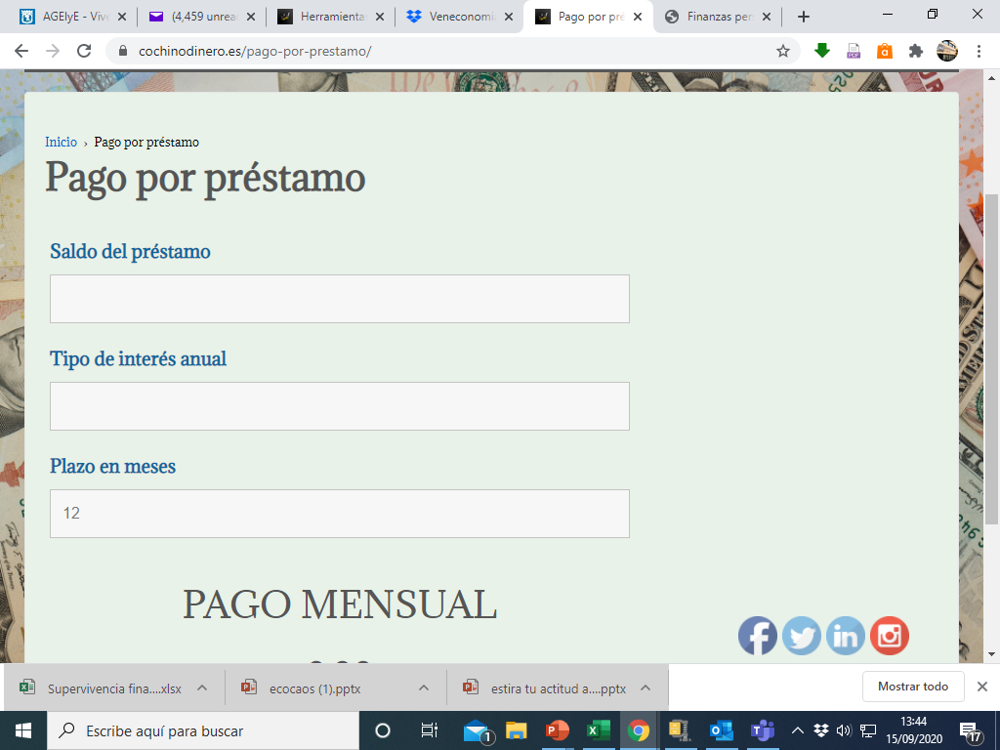 AGEIyE - Viv
(4,459 unrea
Herramienta
Veneconomi
Pago por pré
Finanzas per
cochinodinero.es/pago-por-prestamo/
Inicio › Pago por préstamo
Pago por préstamo
Saldo del préstamo
Tipo de interés anual
Plazo en meses
12
PAGO MENSUAL
Supervivencia fina....xlsx
ecocaos (1).pptx
estira tu actitud a....pptx
Mostrar todo
Escribe aquí para buscar
1
13:44
15/09/2020
17